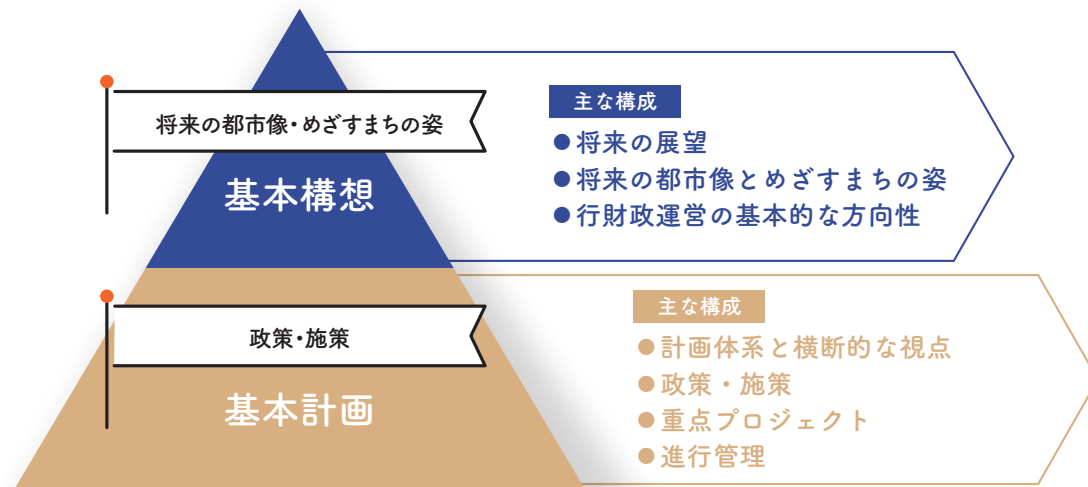 将来の都市像・めざすまちの姿
基本構想
主な構成
●将来の展望
●将来の都市像とめざすまちの姿
●行財政運営の基本的な方向性
政策・施策
基本計画
主な構成
●計画体系と横断的な視点
●政策・施策
●重点プロジェクト
●進行管理